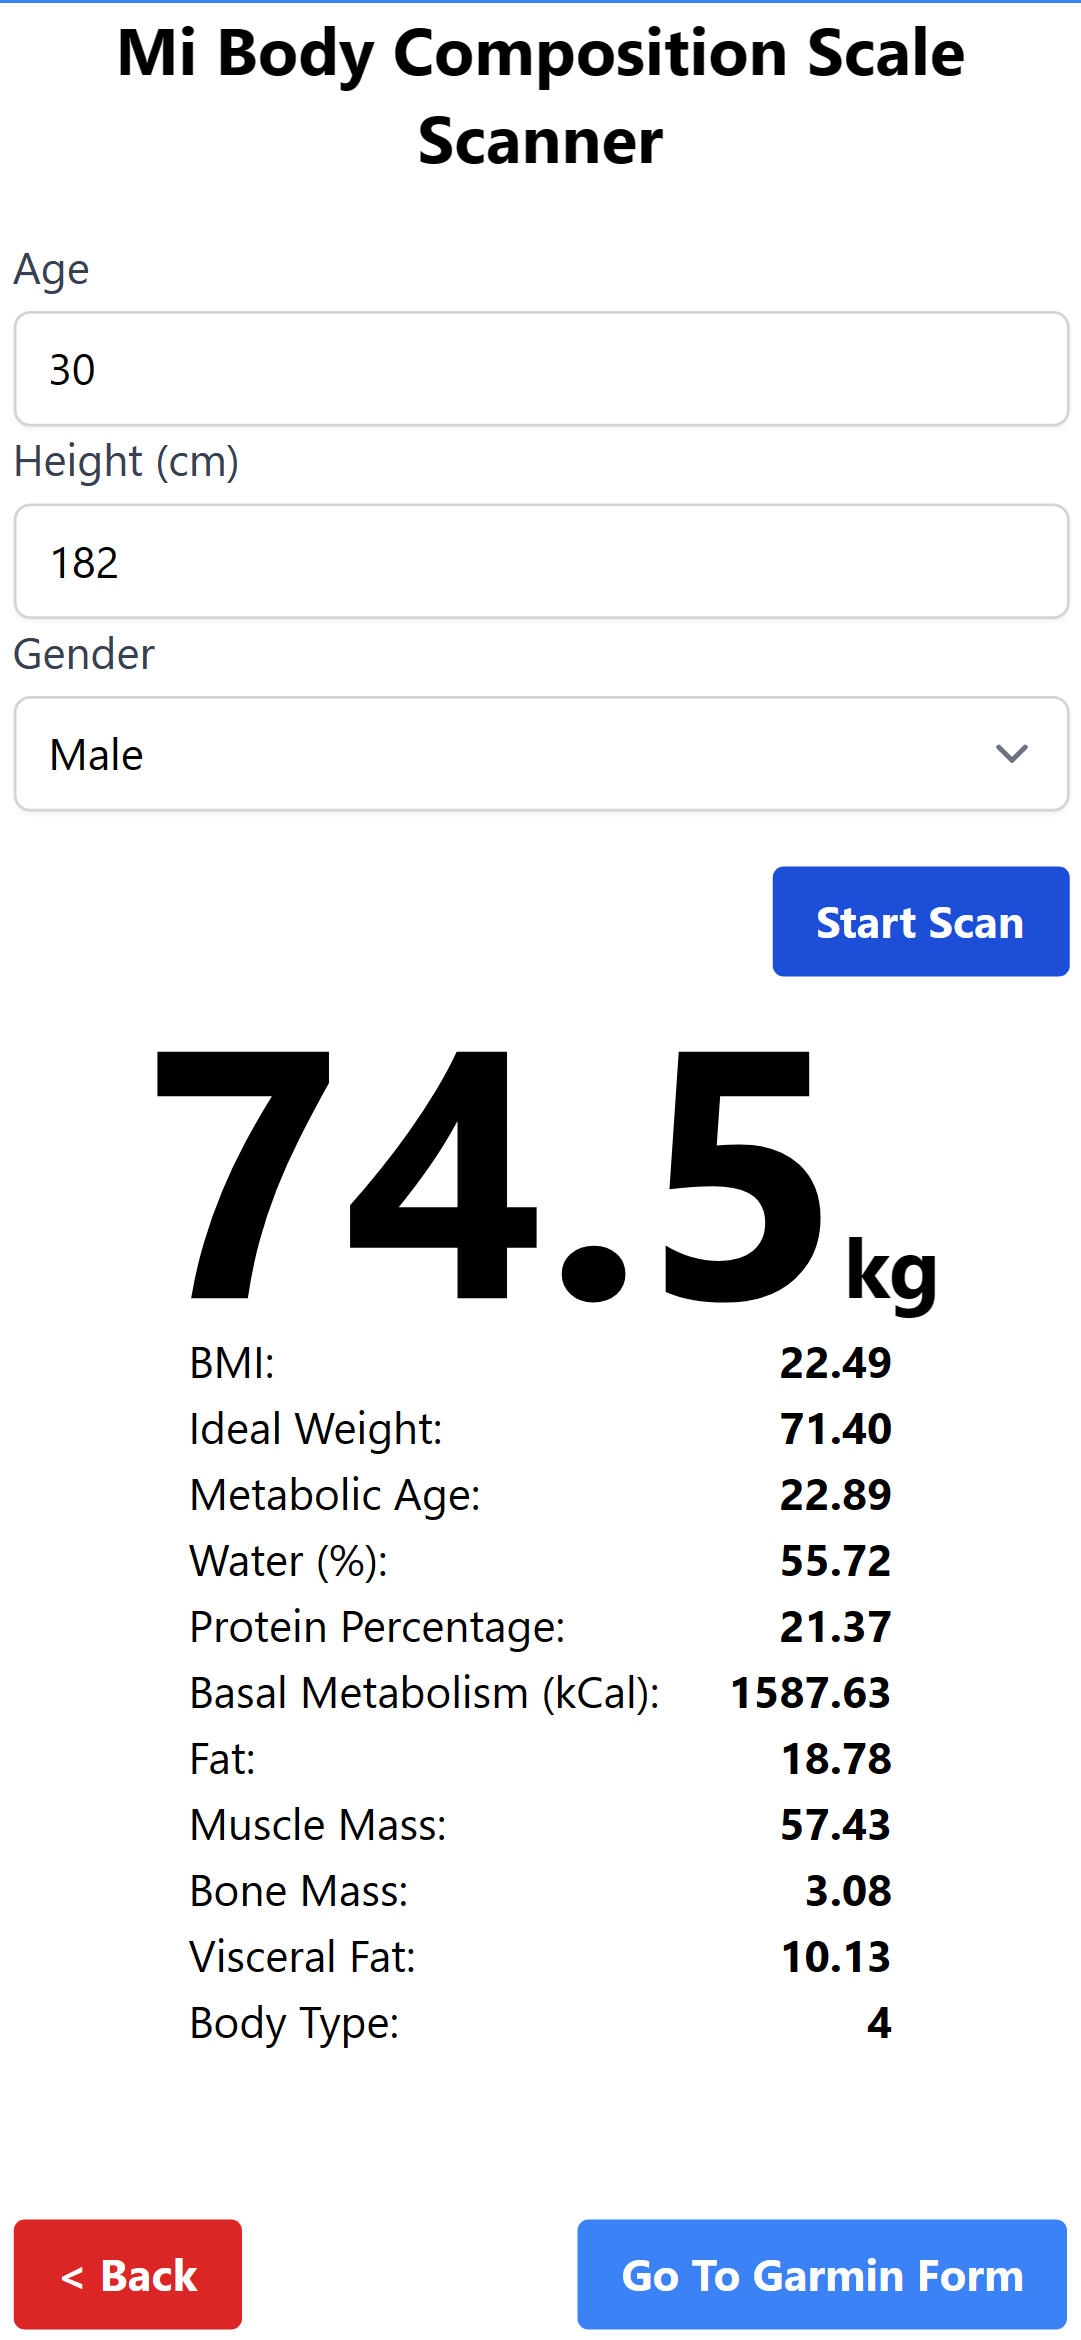 Mi Body Composition Scale
Scanner
Age
30
Height (cm)
182
Gender
Male
Start Scan
74.5 kg
BMI: 22.49
Ideal Weight: 71.40
Metabolic Age: 22.89
Water (%): 55.72
Protein Percentage: 21.37
Basal Metabolism (kCal): 1587.63
Fat: 18.78
Muscle Mass: 57.43
Bone Mass: 3.08
Visceral Fat: 10.13
Body Type: 4
< Back Go To Garmin Form